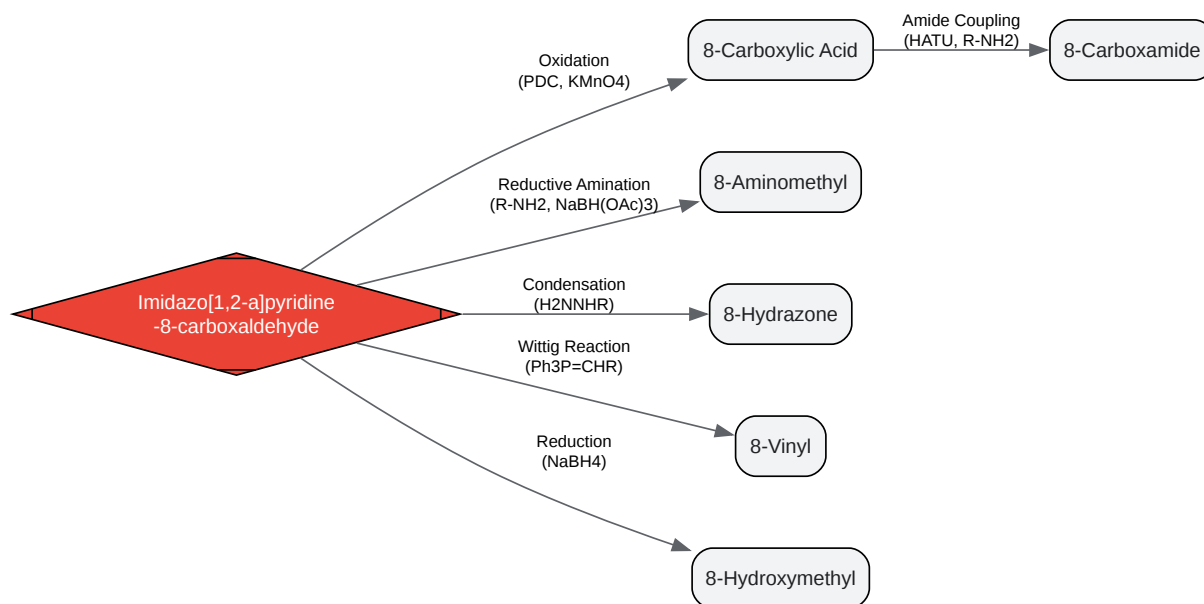 Imidazo[1,2-a]pyridine
-8-carboxaldehyde
Oxidation
(PDC, KMnO4)
8-Carboxylic Acid
Amide Coupling
(HATU, R-NH2)
8-Carboxamide
Reductive Amination
(R-NH2, NaBH(OAc)3)
8-Aminomethyl
Condensation
(H2NNHR)
8-Hydrazone
Wittig Reaction
(Ph3P=CHR)
8-Vinyl
Reduction
(NaBH4)
8-Hydroxymethyl